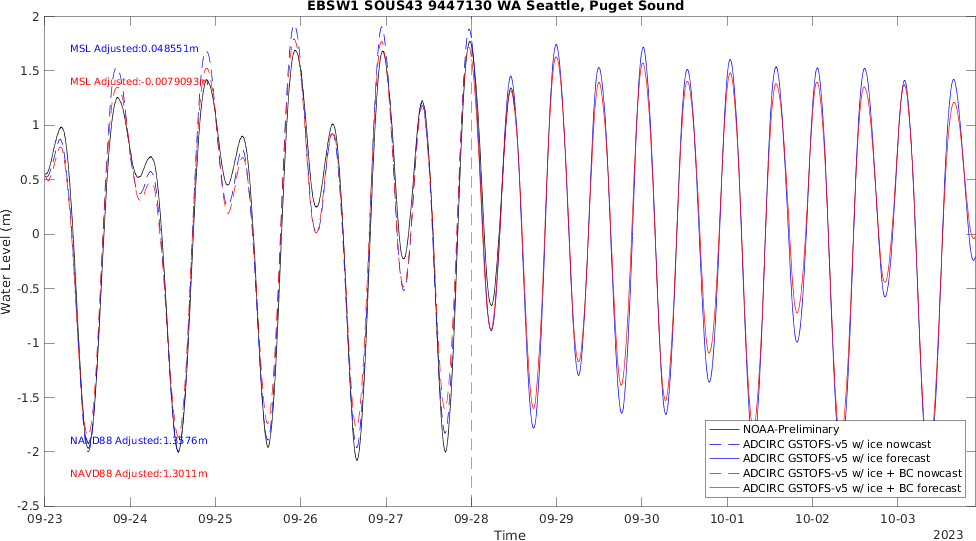 EBSW1 SOUS43 9447130 WA Seattle, Puget Sound
2
1.5
1
0.5
0
-0.5
-1
-1.5
-2
-2.5
Water Level (m)
MSL Adjusted:0.048551m
MSL Adjusted:-0.0079093m
NAVD88 Adjusted:1.3576m
NAVD88 Adjusted:1.3011m
NOAA-Preliminary
ADCIRC GSTOFS-v5 w/ ice nowcast
ADCIRC GSTOFS-v5 w/ ice forecast
ADCIRC GSTOFS-v5 w/ ice + BC nowcast
ADCIRC GSTOFS-v5 w/ ice + BC forecast
09-23 09-24 09-25 09-26 09-27 09-28 09-29 09-30 10-01 10-02 10-03
Time
2023